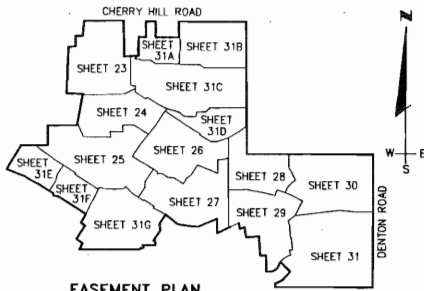 CHERRY HILL ROAD
SHEET
31A
SHEET 31B
SHEET
23
SHEET 31C
SHEET
24
SHEET
31D
SHEET
26
SHEET
25
SHEET
31E
SHEET
31F
SHEET
27
SHEET
28
SHEET
30
SHEET
29
SHEET
31G
SHEET 31
DENTON ROAD
N
W
E
S
EASEMENT PLAN